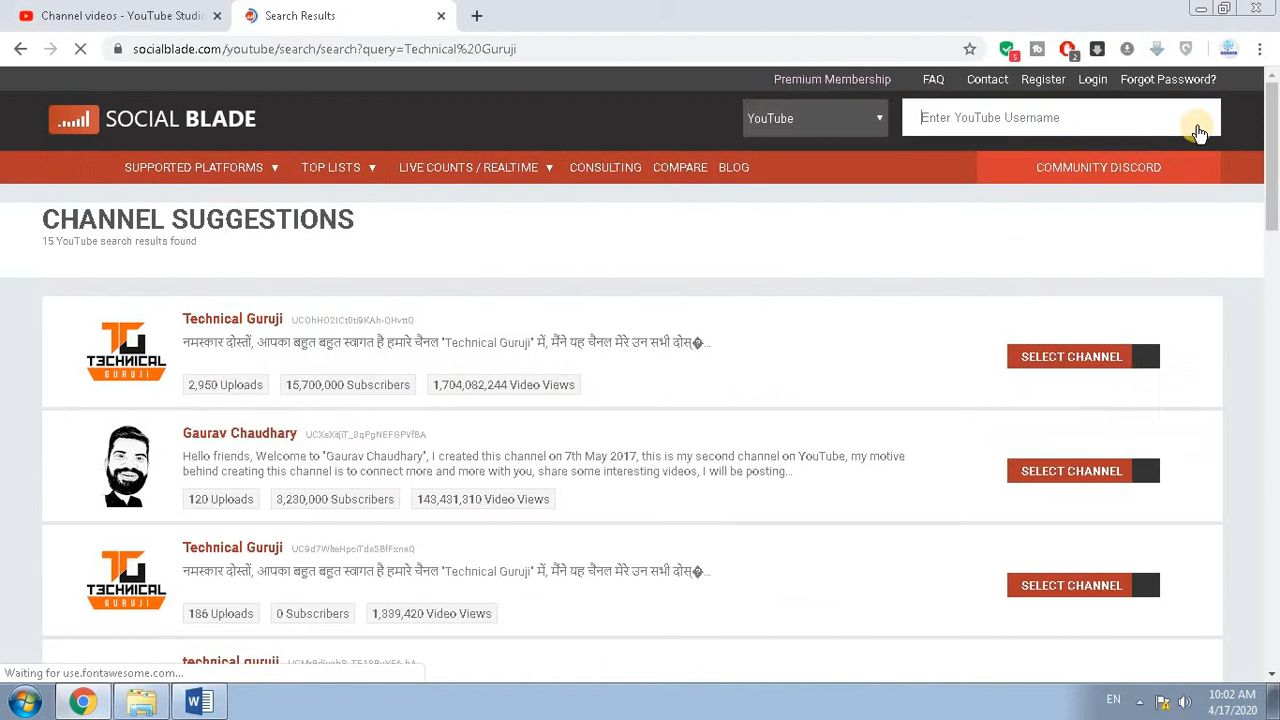 Channel videos - YouTube Studio
Search Results
socialblade.com/youtube/search/search?query=Technical%20Guruji
5
2
Premium Membership FAQ Contact Register Login Forgot Password?
SOCIAL BLADE
YouTube
Enter YouTube Username
SUPPORTED PLATFORMS TOP LISTS LIVE COUNTS / REALTIME CONSULTING COMPARE BLOG COMMUNITY DISCORD
CHANNEL SUGGESTIONS
15 YouTube search results found
TECHNICAL
GURUJI
Technical Guruji
नमस्कार दोस्तों, आपका बहुत बहुत स्वागत है हमारे चैनल "Technical Guruji" में, मैंने यह चैनल मेरे उन सभी दोस्�...
2,950 Uploads 15,700,000 Subscribers 1,704,082,244 Video Views
SELECT CHANNEL
Gaurav Chaudhary
Hello friends, Welcome to "Gaurav Chaudhary", I created this channel on 7th May 2017, this is my second channel on YouTube, my motive
behind creating this channel is to connect more and more with you, share some interesting videos, I will be posting...
120 Uploads 3,230,000 Subscribers 143,431,310 Video Views
SELECT CHANNEL
TECHNICAL
GURUJI
Technical Guruji
नमस्कार दोस्तों, आपका बहुत बहुत स्वागत है हमारे चैनल "Technical Guruji" में, मैंने यह चैनल मेरे उन सभी दोस्�...
186 Uploads 0 Subscribers 1,339,420 Video Views
SELECT CHANNEL
technical guruji
Waiting for use.fontawesome.com...
EN
10:02 AM
4/17/2020